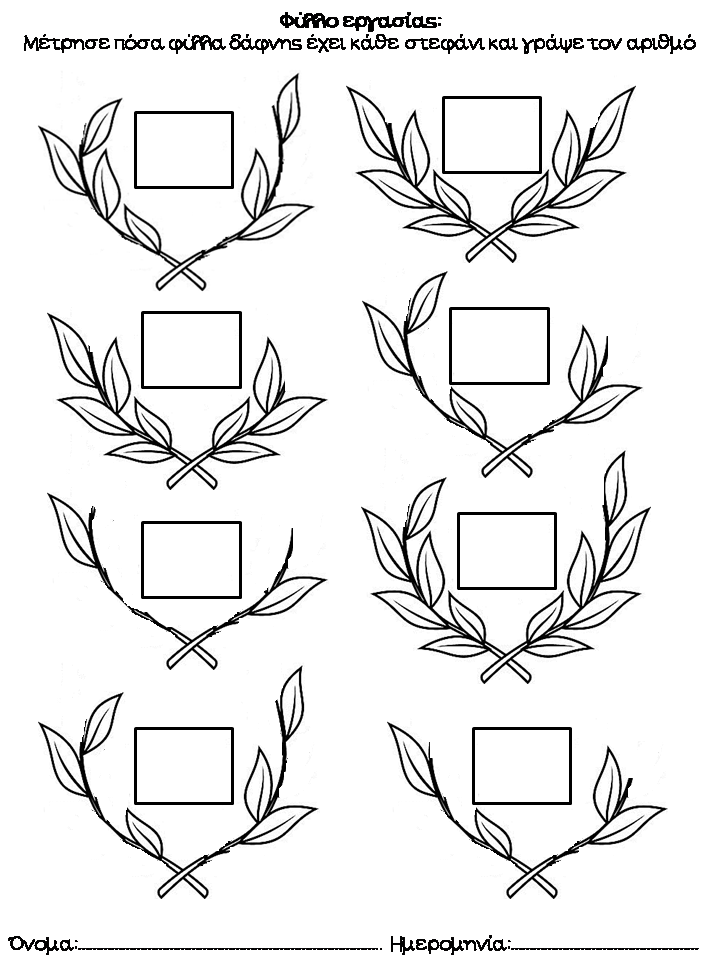 Φύλλο εργασίας:
Μέτρησε πόσα φύλλα δάφνης έχει κάθε στεφάνι και γράψε τον αριθμό
Όνομα:.......................................................... Ημερομηνία:....................................